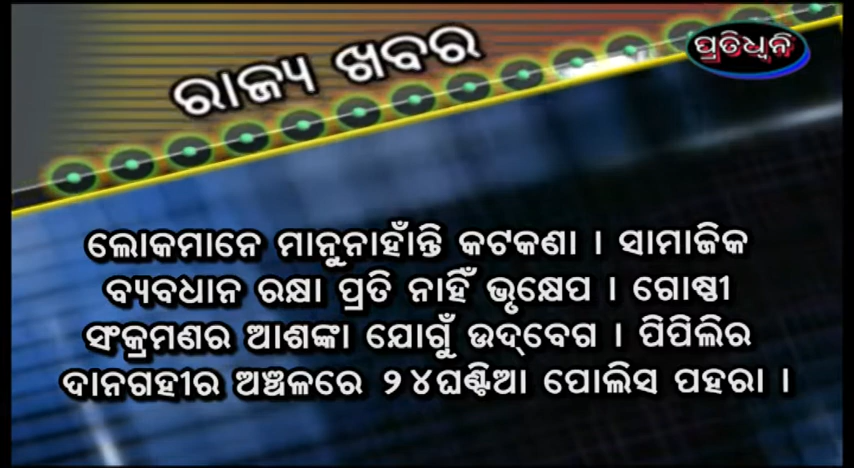 ରାଜ୍ୟ ଖବର
ପ୍ରତିଧ୍ୱନି
ଲୋକମାନେ ମାନୁନାହାଁନ୍ତି କଟକଣା । ସାମାଜିକ
ବ୍ୟବଧାନ ରକ୍ଷା ପ୍ରତି ନାହିଁ ଭୃକ୍ଷେପ । ଗୋଷ୍ଠୀ
ସଂକ୍ରମଣର ଆଶଙ୍କା ଯୋଗୁଁ ଉଦ୍‌ବେଗ । ପିପିଲିର
ଦାନଗହୀର ଅଞ୍ଚଳରେ ୨୪ଘଣ୍ଟିଆ ପୋଲିସ ପହରା ।